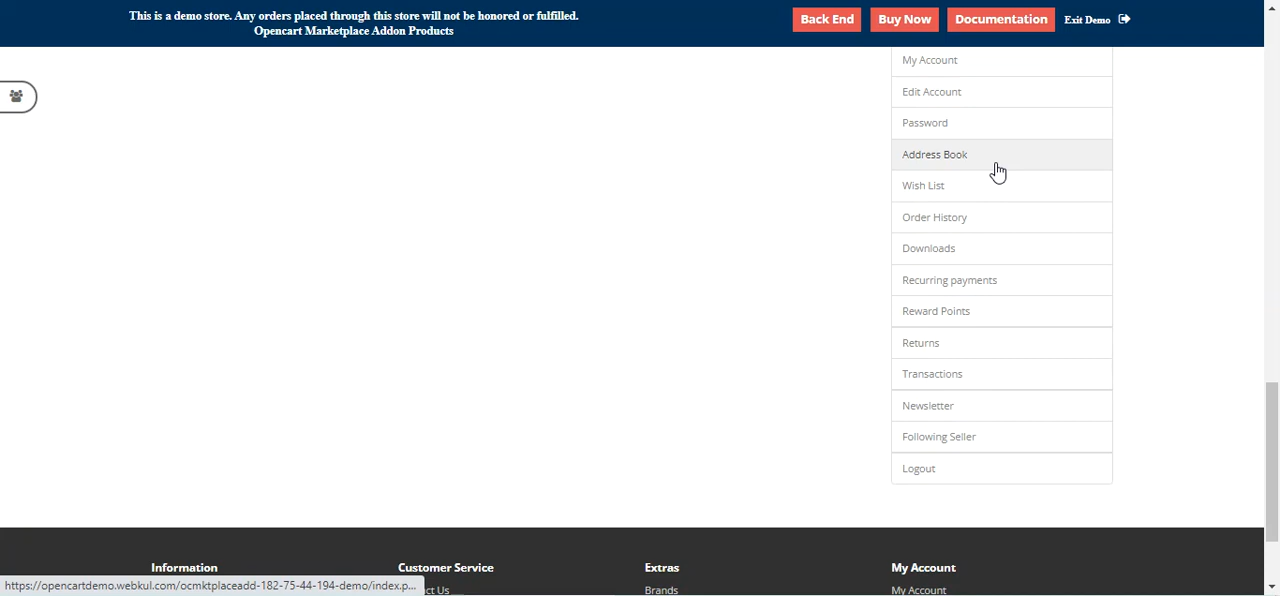 This is a demo store. Any orders placed through this store will not be honored or fulfilled.
Opencart Marketplace Addon Products
Back End
Buy Now
Documentation
Exit Demo
My Account
Edit Account
Password
Address Book
Wish List
Order History
Downloads
Recurring payments
Reward Points
Returns
Transactions
Newsletter
Following Seller
Logout
Information
Customer Service
Extras
My Account
https://opencartdemo.webkul.com/ocmktplaceadd-182-75-44-194-demo/index.p...
ct Us
Brands
My Account